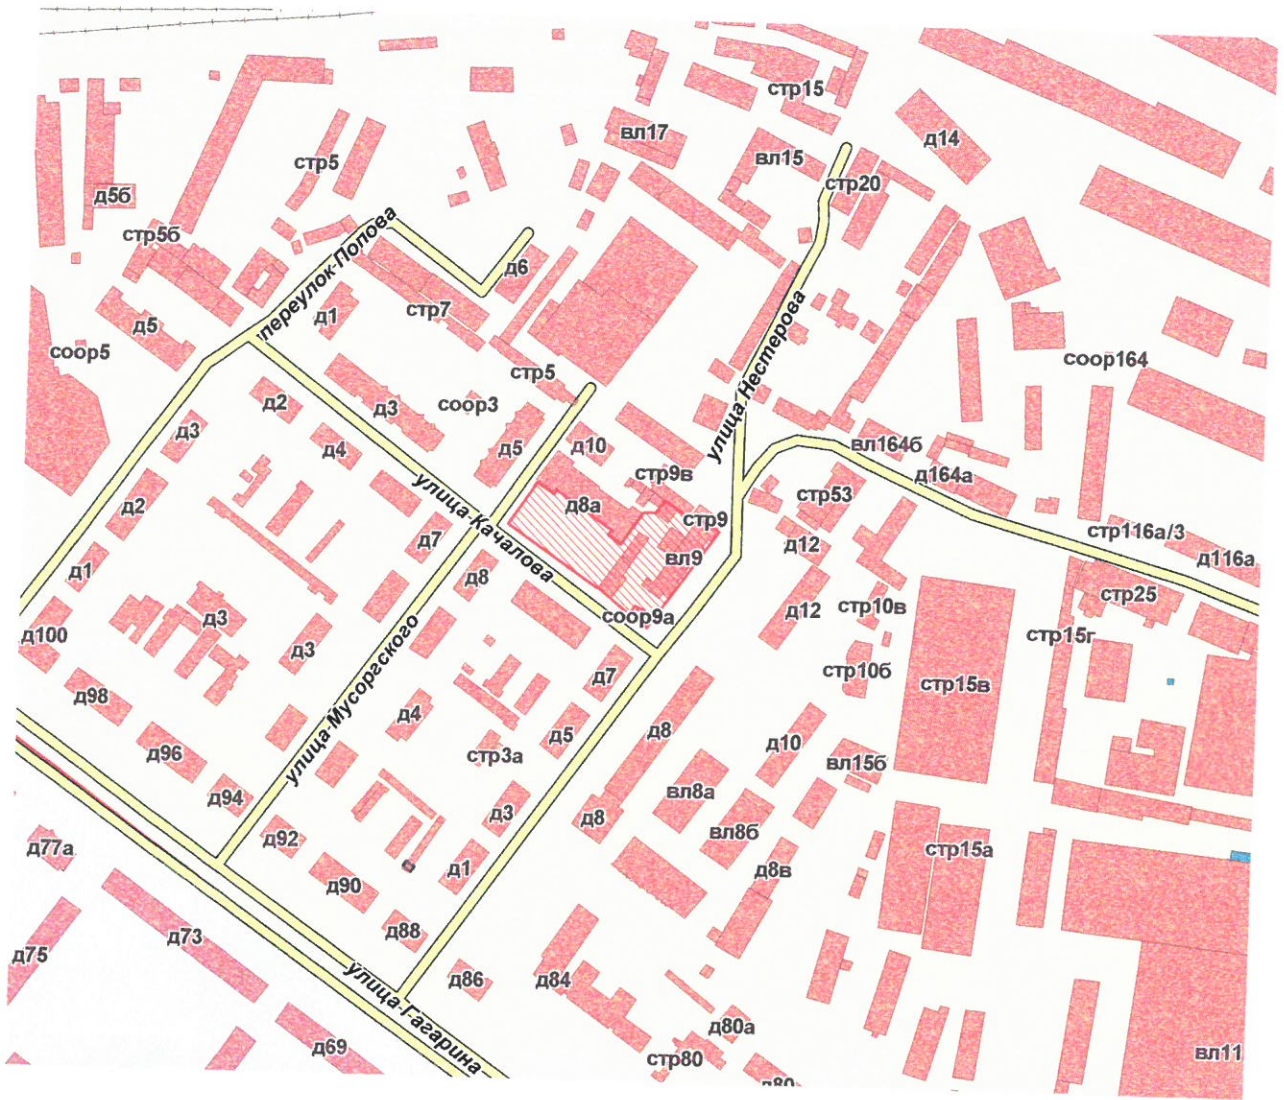 стр15
вл17
д14
вл15
стр5
стр20
д5б
переулок Попова
стр5б
д6
стр7
д1
д5
соор5
улица Нестерова
соор164
стр5
д2
д3
соор3
д3
д4
д5
д10
вл164б
стр9в
д164а
улица Качалова
стр53
д2
д8а
стр9
стр116а/3
д7
д12
вл9
д116а
д1
д8
стр25
стр10в
д12
соор9а
д3
д100
стр15г
д3
улица Мусоргского
стр10б
д7
стр15в
д98
д4
д8
д5
д10
д96
стр3а
вл15б
вл8а
д94
д3
д8
вл8б
д92
д77а
стр15а
д1
д8в
д90
д88
д73
д75
улица Гагарина
д86
д84
д80а
д69
стр80
вл11
д80